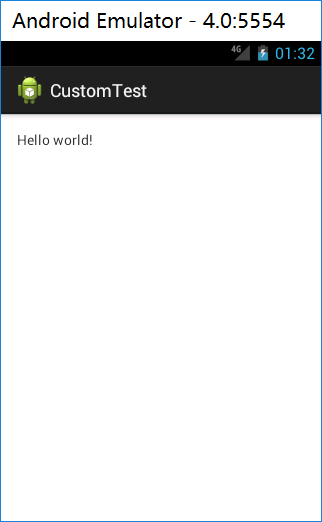 Android Emulator - 4.0:5554
4G 01:32
CustomTest
Hello world!